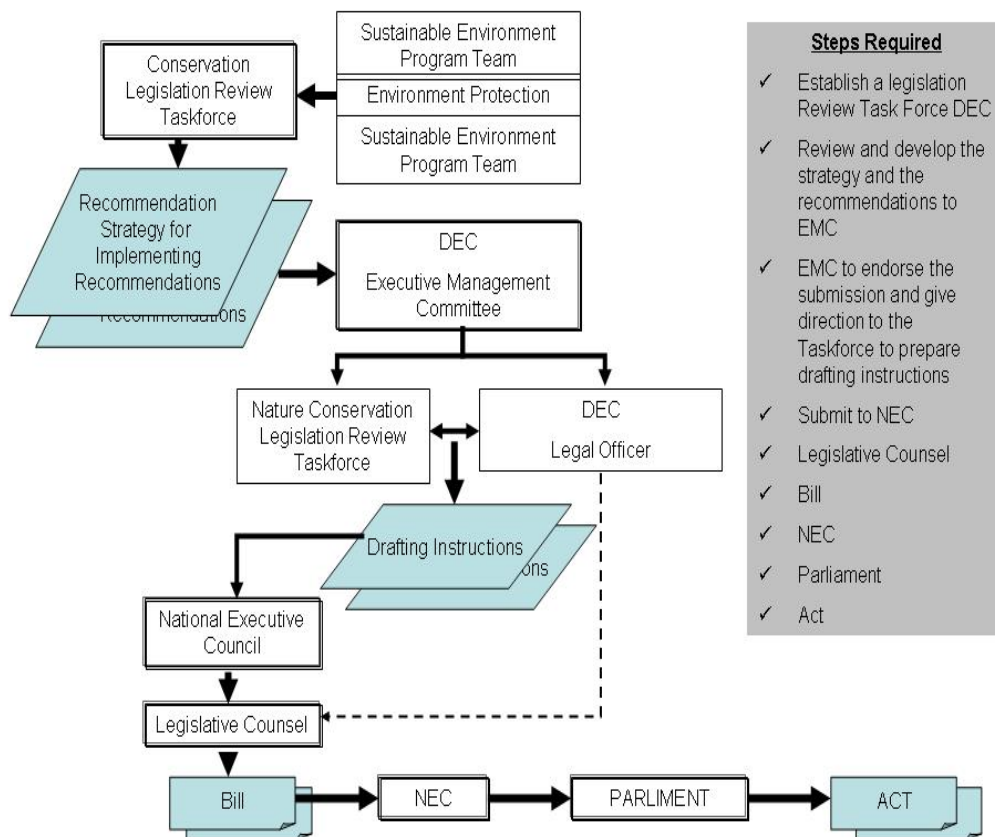 Sustainable Environment
Program Team
Environment Protection
Sustainable Environment
Program Team
Conservation
Legislation Review
Taskforce
Recommendation
Strategy for
Implementing
Recommendations
Recommendations
DEC
Executive Management
Committee
Nature Conservation
Legislation Review
Taskforce
DEC
Legal Officer
Drafting Instructions
ons
National Executive
Council
Legislative Counsel
Bill
NEC
PARLIMENT
ACT
Steps Required
✓ Establish a legislation
Review Task Force DEC
✓ Review and develop the
strategy and the
recommendations to
EMC
✓ EMC to endorse the
submission and give
direction to the
Taskforce to prepare
drafting instructions
✓ Submit to NEC
✓ Legislative Counsel
✓ Bill
✓ NEC
✓ Parliament
✓ Act